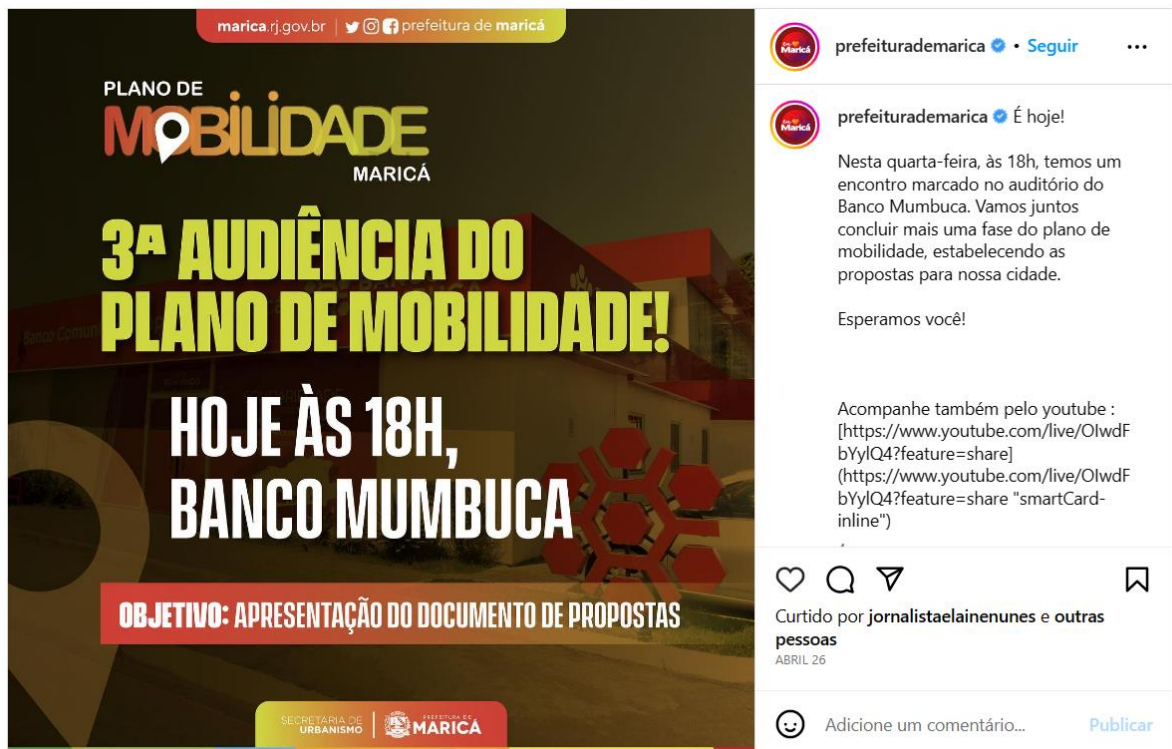 marica.rj.gov.br | prefeitura de maricá
PLANO DE
MOBILIDADE
MARICÁ
3ª AUDIÊNCIA DO
PLANO DE MOBILIDADE!
HOJE ÀS 18H,
BANCO MUMBUCA
OBJETIVO: APRESENTAÇÃO DO DOCUMENTO DE PROPOSTAS
SECRETARIA DE
URBANISMO
PREFEITURA DE
MARICÁ
prefeiturademarica • Seguir
prefeiturademarica É hoje!
Nesta quarta-feira, às 18h, temos um
encontro marcado no auditório do
Banco Mumbuca. Vamos juntos
concluir mais uma fase do plano de
mobilidade, estabelecendo as
propostas para nossa cidade.
Esperamos você!
Acompanhe também pelo youtube :
[https://www.youtube.com/live/OIwdF
bYylQ4?feature=share]
(https://www.youtube.com/live/OIwdF
bYylQ4?feature=share "smartCard-
inline")
Curtido por jornalistaelainenunes e outras
pessoas
ABRIL 26
Adicione um comentário... Publicar